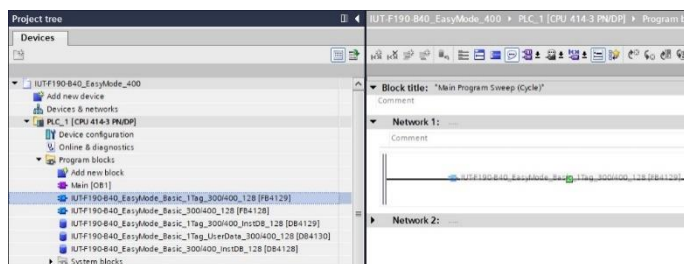 Project tree
IUT-F190-B40_EasyMode_400 ▸ PLC_1 [CPU 414-3 PN/DP] ▸ Program b
Devices
IUT-F190-B40_EasyMode_400
Add new device
Devices & networks
PLC_1 [CPU 414-3 PN/DP]
Device configuration
Online & diagnostics
Program blocks
Add new block
Main [OB1]
IUT-F190-B40_EasyMode_Basic_1Tag_300/400_128 [FB4129]
IUT-F190-B40_EasyMode_Basic_300/400_128 [FB4128]
IUT-F190-B40_EasyMode_Basic_1Tag_300/400_InstDB_128 [DB4129]
IUT-F190-B40_EasyMode_Basic_1Tag_UserData_300/400_128 [DB4130]
IUT-F190-B40_EasyMode_Basic_300/400_InstDB_128 [DB4128]
System blocks
Block title: "Main Program Sweep (Cycle)"
Comment
Network 1: .....
Comment
IUT-F190-B40_EasyMode_Basic_1Tag_300/400_128 [FB4129]
Network 2: .....